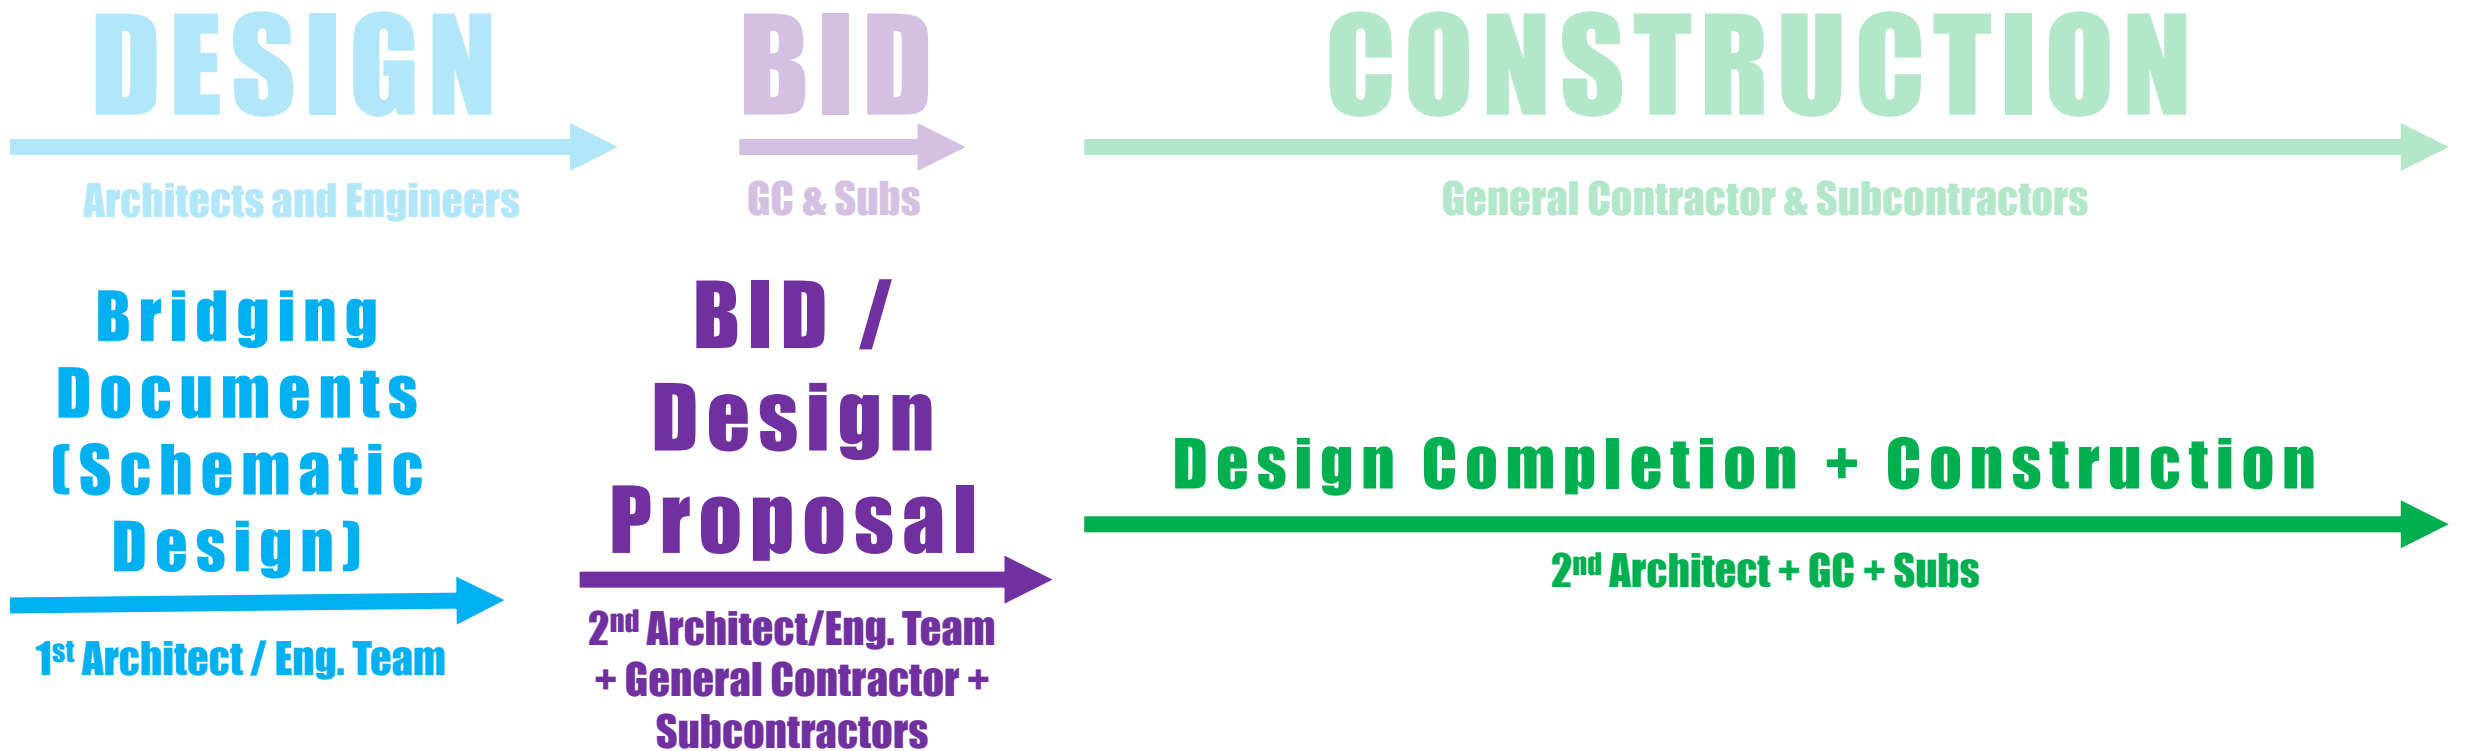 DESIGN
BID
CONSTRUCTION
Architects and Engineers
GC & Subs
General Contractor & Subcontractors
Bridging
Documents
(Schematic
Design)
1st Architect / Eng. Team
BID /
Design
Proposal
2nd Architect/Eng. Team
+ General Contractor +
Subcontractors
Design Completion + Construction
2nd Architect + GC + Subs